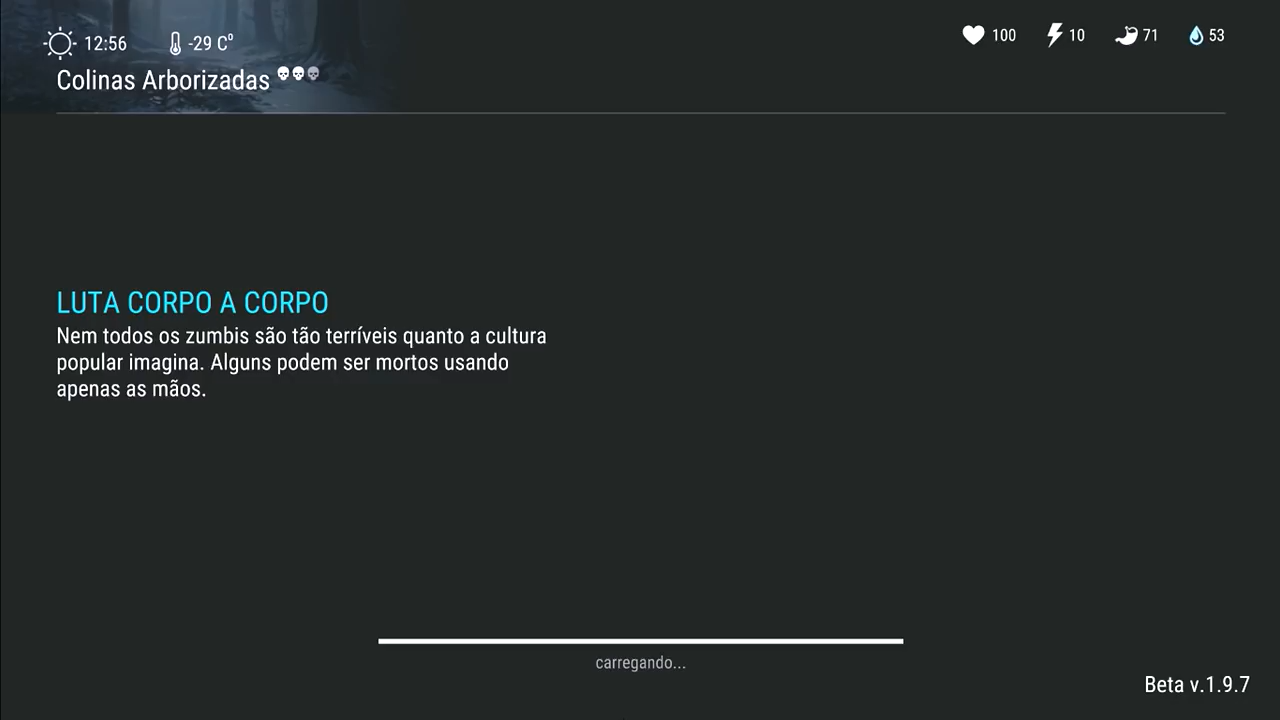 12:56 -29 C⁰ 100 10 71 53
Colinas Arborizadas
LUTA CORPO A CORPO
Nem todos os zumbis são tão terríveis quanto a cultura
popular imagina. Alguns podem ser mortos usando
apenas as mãos.
carregando...
Beta v.1.9.7